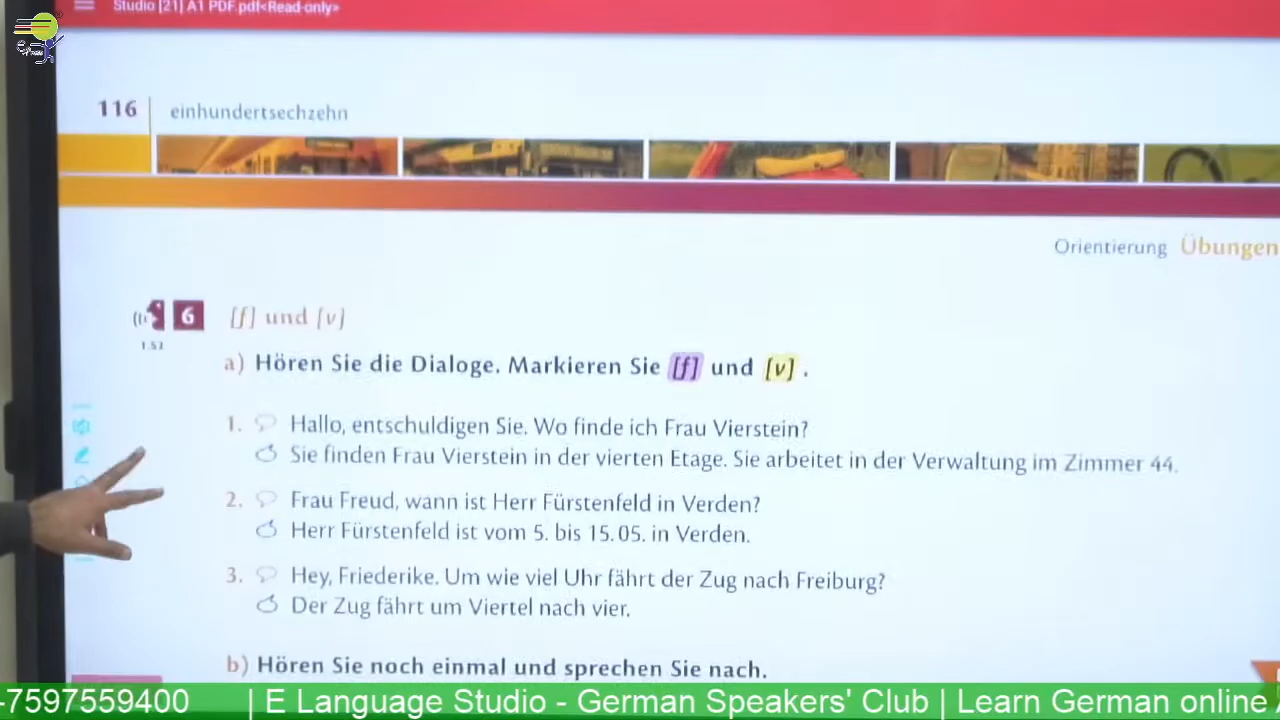 Studio [21] A1 PDF.pdf<Read-only>
116 einhundertsechzehn
Orientierung Übungen
6 [f] und [v]
1.52
a) Hören Sie die Dialoge. Markieren Sie [f] und [v] .
1. Hallo, entschuldigen Sie. Wo finde ich Frau Vierstein?
Sie finden Frau Vierstein in der vierten Etage. Sie arbeitet in der Verwaltung im Zimmer 44.
2. Frau Freud, wann ist Herr Fürstenfeld in Verden?
Herr Fürstenfeld ist vom 5. bis 15.05. in Verden.
3. Hey, Friederike. Um wie viel Uhr fährt der Zug nach Freiburg?
Der Zug fährt um Viertel nach vier.
b) Hören Sie noch einmal und sprechen Sie nach.
-7597559400 | E Language Studio - German Speakers' Club | Learn German online